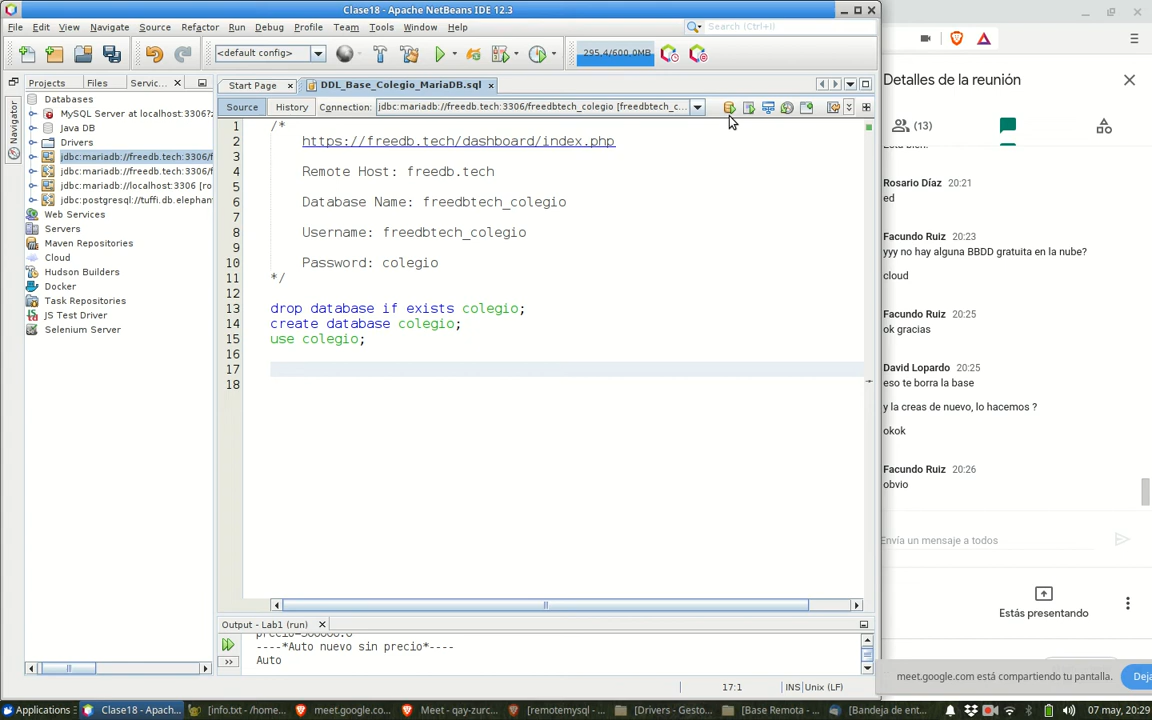 Clase18 - Apache NetBeans IDE 12.3
File Edit View Navigate Source Refactor Run Debug Profile Team Tools Window Help
Search (Ctrl+I)
<default config>
295,4/600,0MB
Projects Files Servic...
Start Page DDL_Base_Colegio_MariaDB.sql
Navigator
Databases
MySQL Server at localhost:3306?z
Java DB
Drivers
jdbc:mariadb://freedb.tech:3306/f
jdbc:mariadb://freedb.tech:3306/f
jdbc:mariadb://localhost:3306 [ro
jdbc:postgresql://tuffi.db.elephan
Web Services
Servers
Maven Repositories
Cloud
Hudson Builders
Docker
Task Repositories
JS Test Driver
Selenium Server
Source History Connection: jdbc:mariadb://freedb.tech:3306/freedbtech_colegio [freedbtech_c...
1 /*
2 https://freedb.tech/dashboard/index.php
3
4 Remote Host: freedb.tech
5
6 Database Name: freedbtech_colegio
7
8 Username: freedbtech_colegio
9
10 Password: colegio
11 */
12
13 drop database if exists colegio;
14 create database colegio;
15 use colegio;
16
17
18
Output - Lab1 (run)
----*Auto nuevo sin precio*----
Auto
17:1 INS Unix (LF)
Detalles de la reunión
(13)
Rosario Díaz 20:21
ed
Facundo Ruiz 20:23
yyy no hay alguna BBDD gratuita en la nube?
cloud
Facundo Ruiz 20:25
ok gracias
David Lopardo 20:25
eso te borra la base
y la creas de nuevo, lo hacemos ?
okok
Facundo Ruiz 20:26
obvio
Envía un mensaje a todos
Estás presentando
meet.google.com está compartiendo tu pantalla.
Deja
Applications Clase18 - Apach... [info.txt - /home... meet.google.co... Meet - qay-zurc... [remotemysql - ... [Drivers - Gesto... [Base Remota - ... [Bandeja de ent... 07 may, 20:29